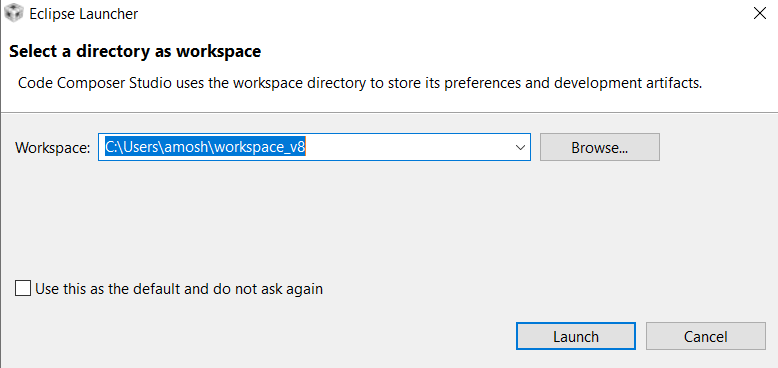 Eclipse Launcher
Select a directory as workspace
Code Composer Studio uses the workspace directory to store its preferences and development artifacts.
Workspace: C:\Users\amosh\workspace_v8 Browse...
Use this as the default and do not ask again
Launch Cancel